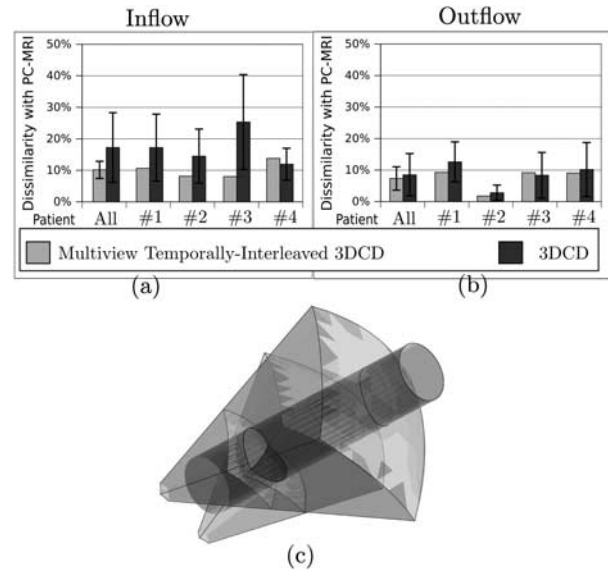 Inflow
Outflow
Dissimilarity with PC-MRI
50%
40%
30%
20%
10%
0%
Patient All #1 #2 #3 #4
Dissimilarity with PC-MRI
50%
40%
30%
20%
10%
0%
Patient All #1 #2 #3 #4
Multiview Temporally-Interleaved 3DCD
3DCD
(a)
(b)
(c)